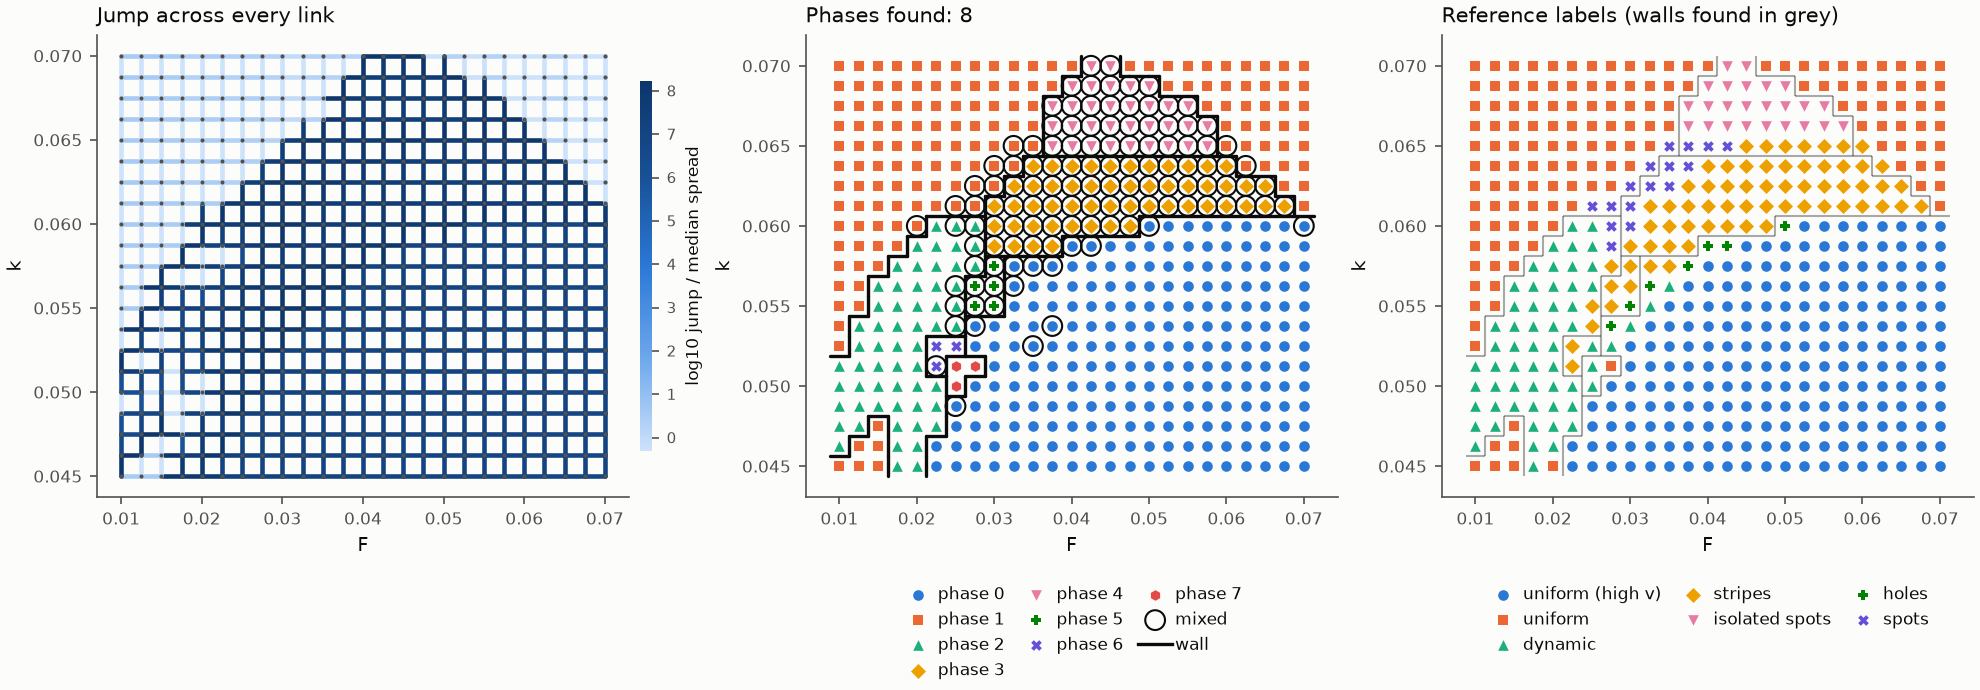 Jump across every link
0.070
0.065
0.060
0.055
0.050
0.045
k
0.01 0.02 0.03 0.04 0.05 0.06 0.07
F
8
7
6
5
4
3
2
1
0
log10 jump / median spread
Phases found: 8
0.070
0.065
0.060
0.055
0.050
0.045
k
0.01 0.02 0.03 0.04 0.05 0.06 0.07
F
phase 0
phase 1
phase 2
phase 3
phase 4
phase 5
phase 6
phase 7
mixed
wall
Reference labels (walls found in grey)
0.070
0.065
0.060
0.055
0.050
0.045
k
0.01 0.02 0.03 0.04 0.05 0.06 0.07
F
uniform (high v)
uniform
dynamic
stripes
isolated spots
holes
spots